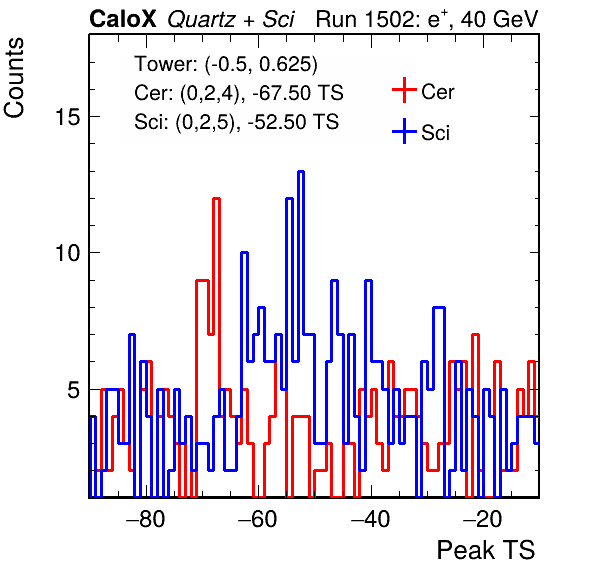 CaloX Quartz + Sci Run 1502: e+, 40 GeV
Counts
Tower: (-0.5, 0.625)
Cer: (0,2,4), -67.50 TS
Sci: (0,2,5), -52.50 TS
Cer
Sci
15
10
5
−80 −60 −40 −20
Peak TS